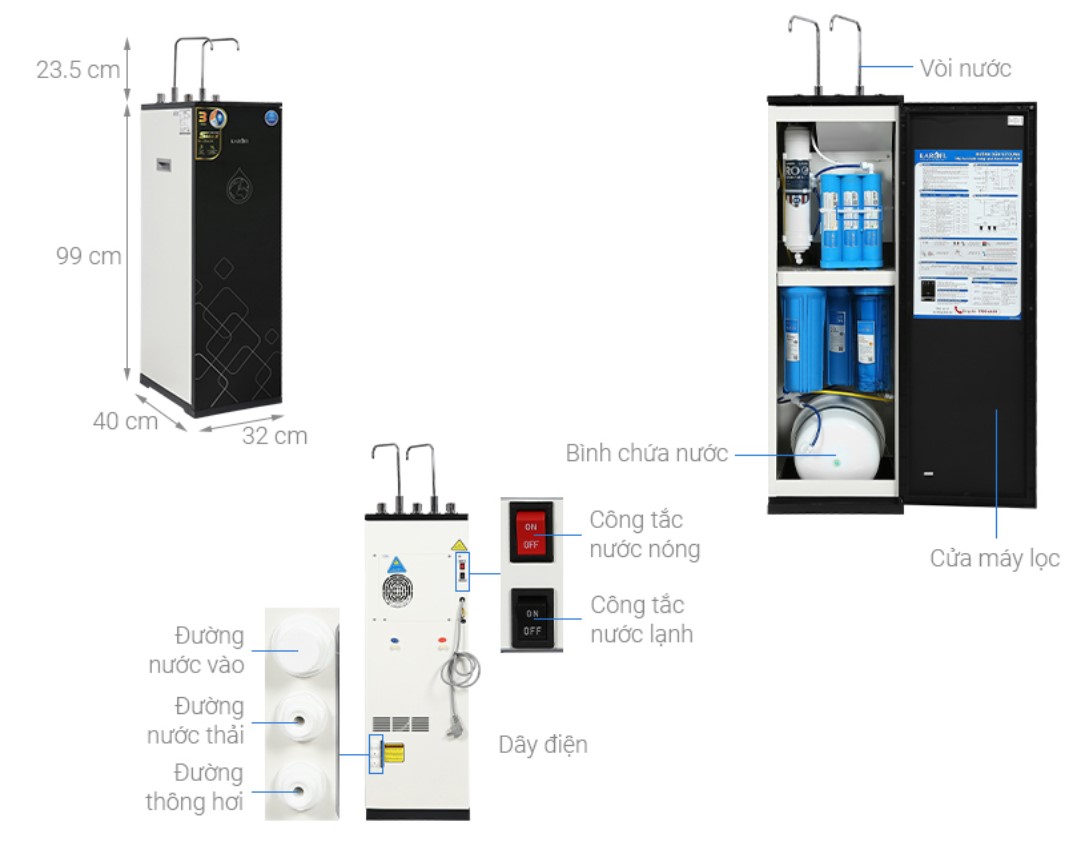 23.5 cm
99 cm
40 cm
32 cm
Vòi nước
KAROFI
RO
Bình chứa nước
Cửa máy lọc
ON
OFF
Công tắc
nước nóng
ON
OFF
Công tắc
nước lạnh
Đường
nước vào
Đường
nước thải
Đường
thông hơi
Dây điện